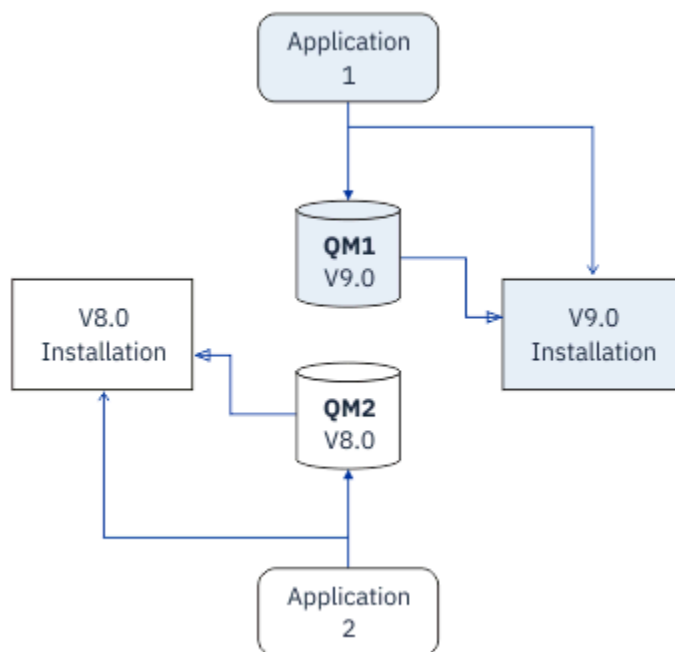 Application
1
QM1
V9.0
V8.0
Installation
V9.0
Installation
QM2
V8.0
Application
2